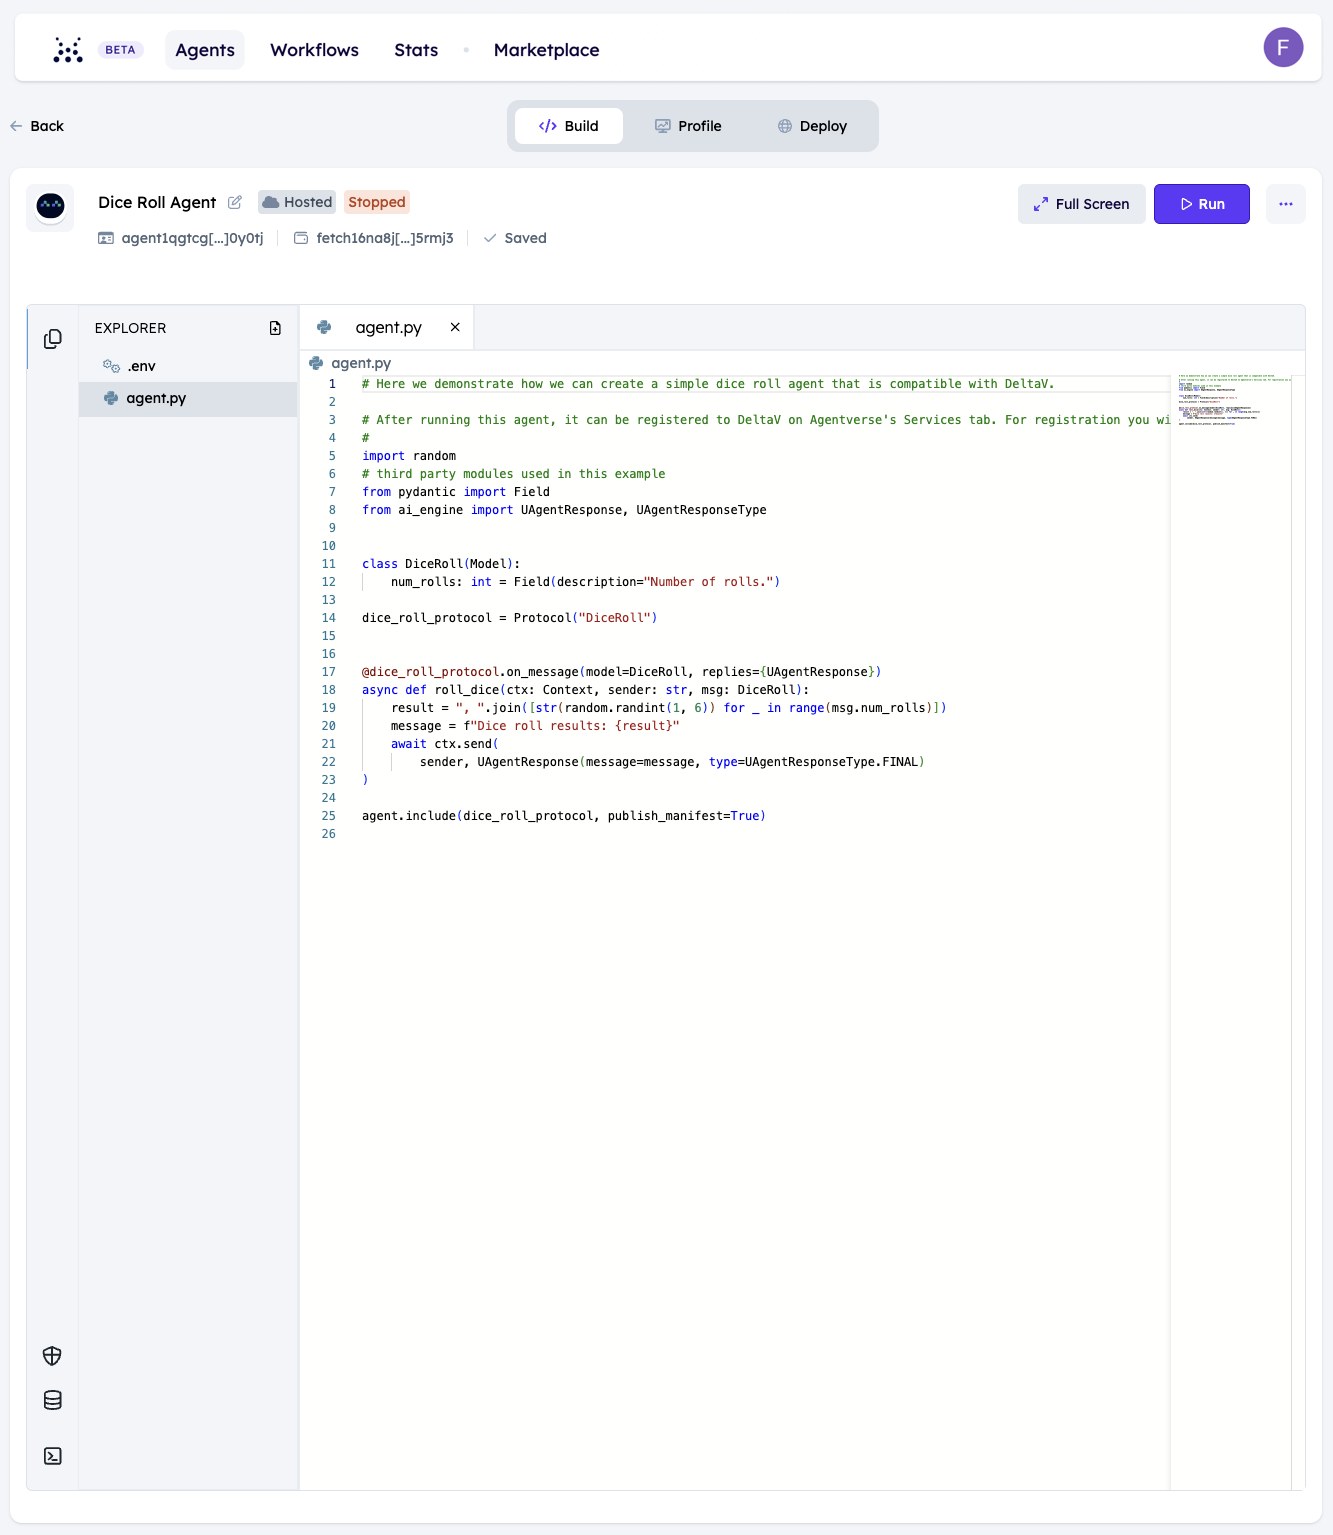 BETA Agents Workflows Stats Marketplace F
Back
Build Profile Deploy
Dice Roll Agent Hosted Stopped
agent1qgtcg[...]0y0tj fetch16na8j[...]5rmj3 Saved
Full Screen Run
EXPLORER
.env
agent.py
agent.py
agent.py
1 # Here we demonstrate how we can create a simple dice roll agent that is compatible with DeltaV.
2
3 # After running this agent, it can be registered to DeltaV on Agentverse's Services tab. For registration you wi
4 #
5 import random
6 # third party modules used in this example
7 from pydantic import Field
8 from ai_engine import UAgentResponse, UAgentResponseType
9
10
11 class DiceRoll(Model):
12     num_rolls: int = Field(description="Number of rolls.")
13
14 dice_roll_protocol = Protocol("DiceRoll")
15
16
17 @dice_roll_protocol.on_message(model=DiceRoll, replies={UAgentResponse})
18 async def roll_dice(ctx: Context, sender: str, msg: DiceRoll):
19     result = ", ".join([str(random.randint(1, 6)) for _ in range(msg.num_rolls)])
20     message = f"Dice roll results: {result}"
21     await ctx.send(
22         sender, UAgentResponse(message=message, type=UAgentResponseType.FINAL)
23 )
24
25 agent.include(dice_roll_protocol, publish_manifest=True)
26